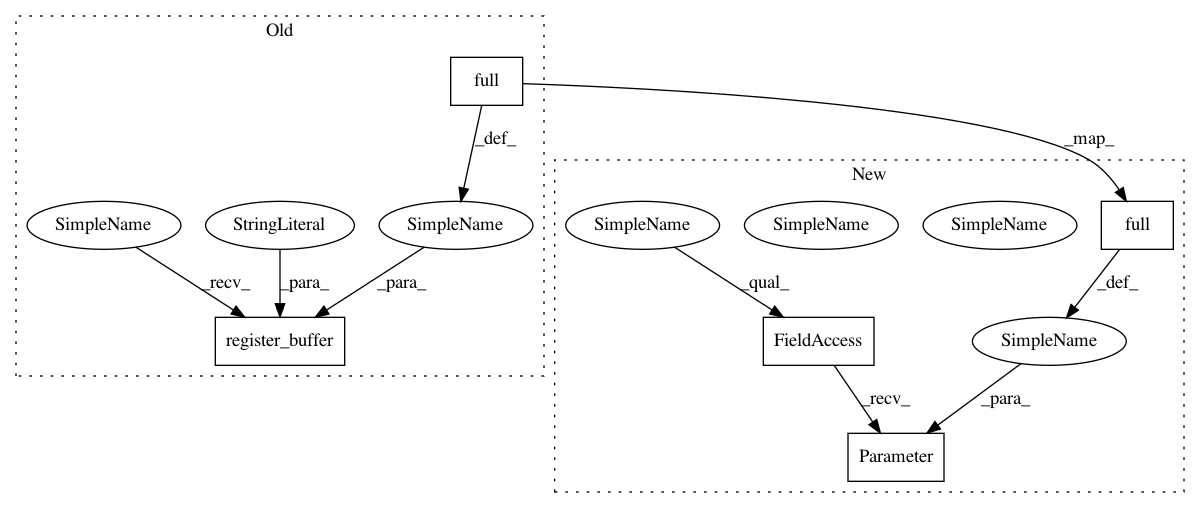 Old
full
_def_
_map_
New
SimpleName
StringLiteral
SimpleName
SimpleName
SimpleName
SimpleName
full
_recv_
_para_
_para_
_qual_
_def_
register_buffer
FieldAccess
SimpleName
_recv_
_para_
Parameter